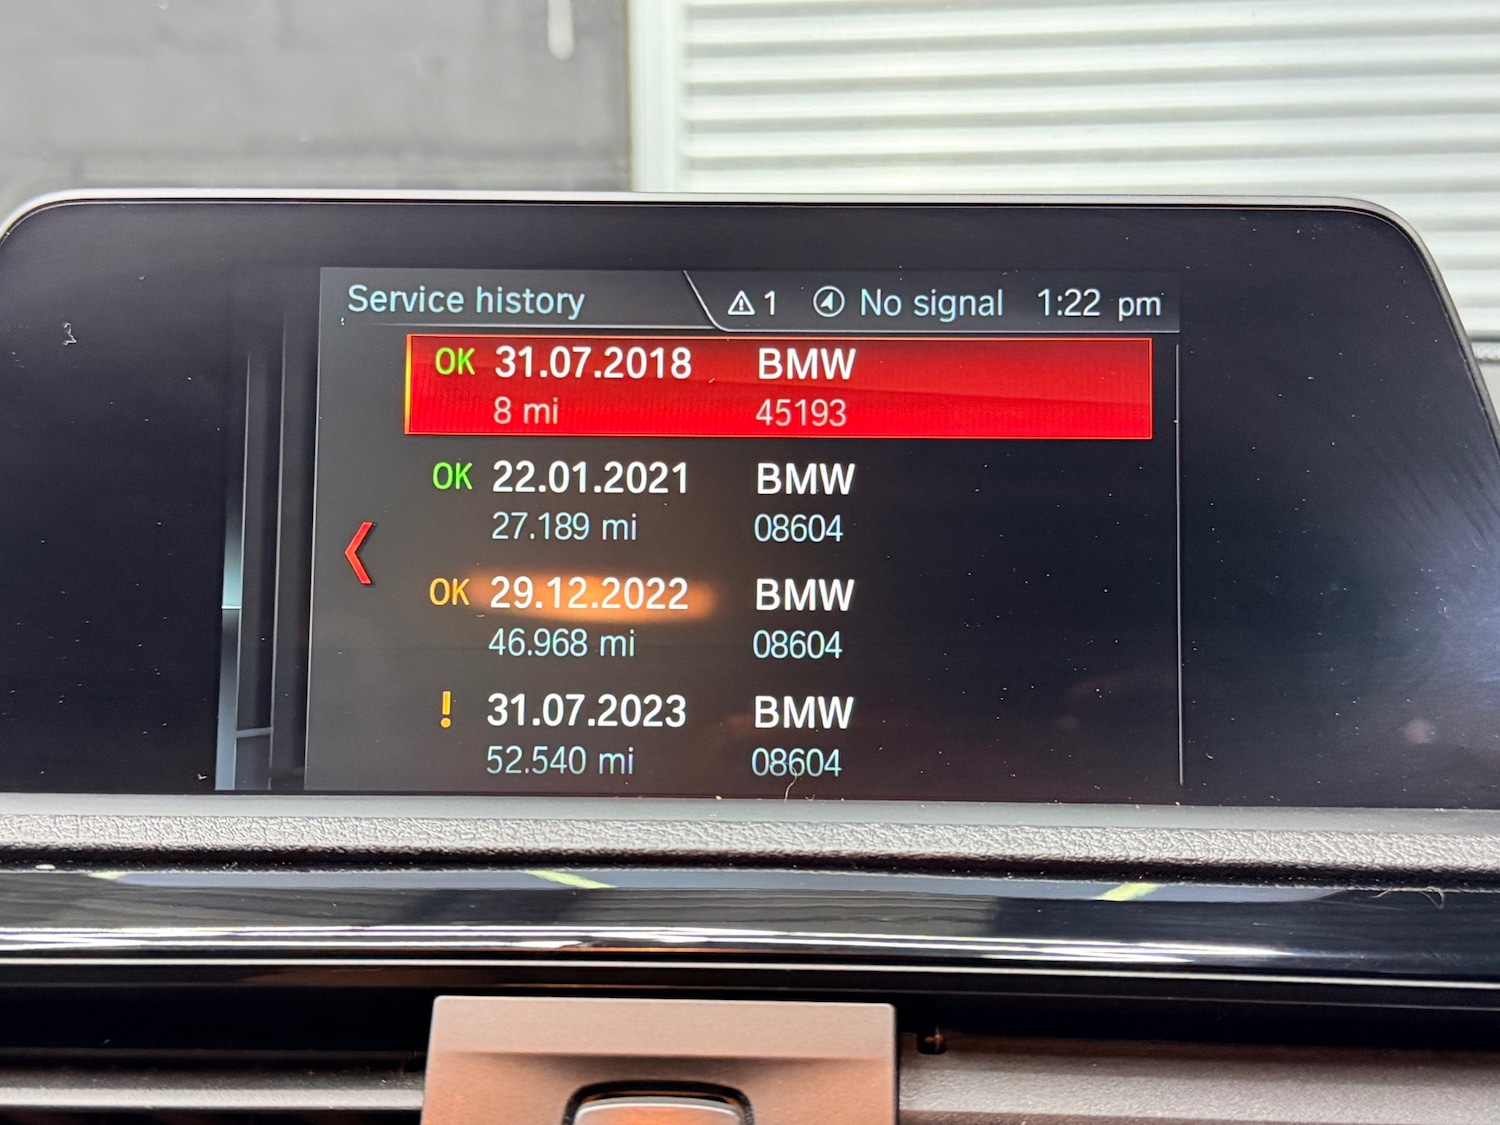 Service history 1 No signal 1:22 pm
OK 31.07.2018 BMW
8 mi 45193
OK 22.01.2021 BMW
27.189 mi 08604
OK 29.12.2022 BMW
46.968 mi 08604
! 31.07.2023 BMW
52.540 mi 08604